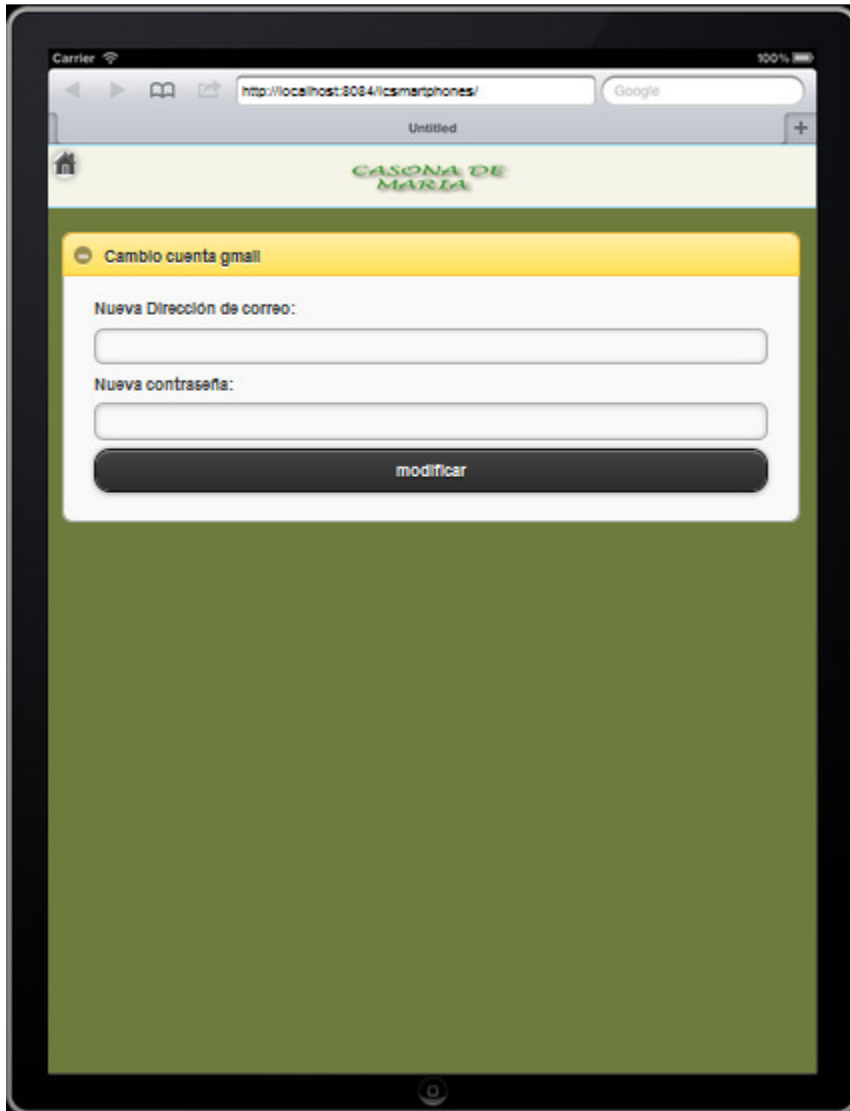 Carrier
100%
http://localhost:8084/icsmartphones/
Google
Untitled
CASONA DE
MARIA
Cambio cuenta gmail
Nueva Dirección de correo:
Nueva contraseña:
modificar